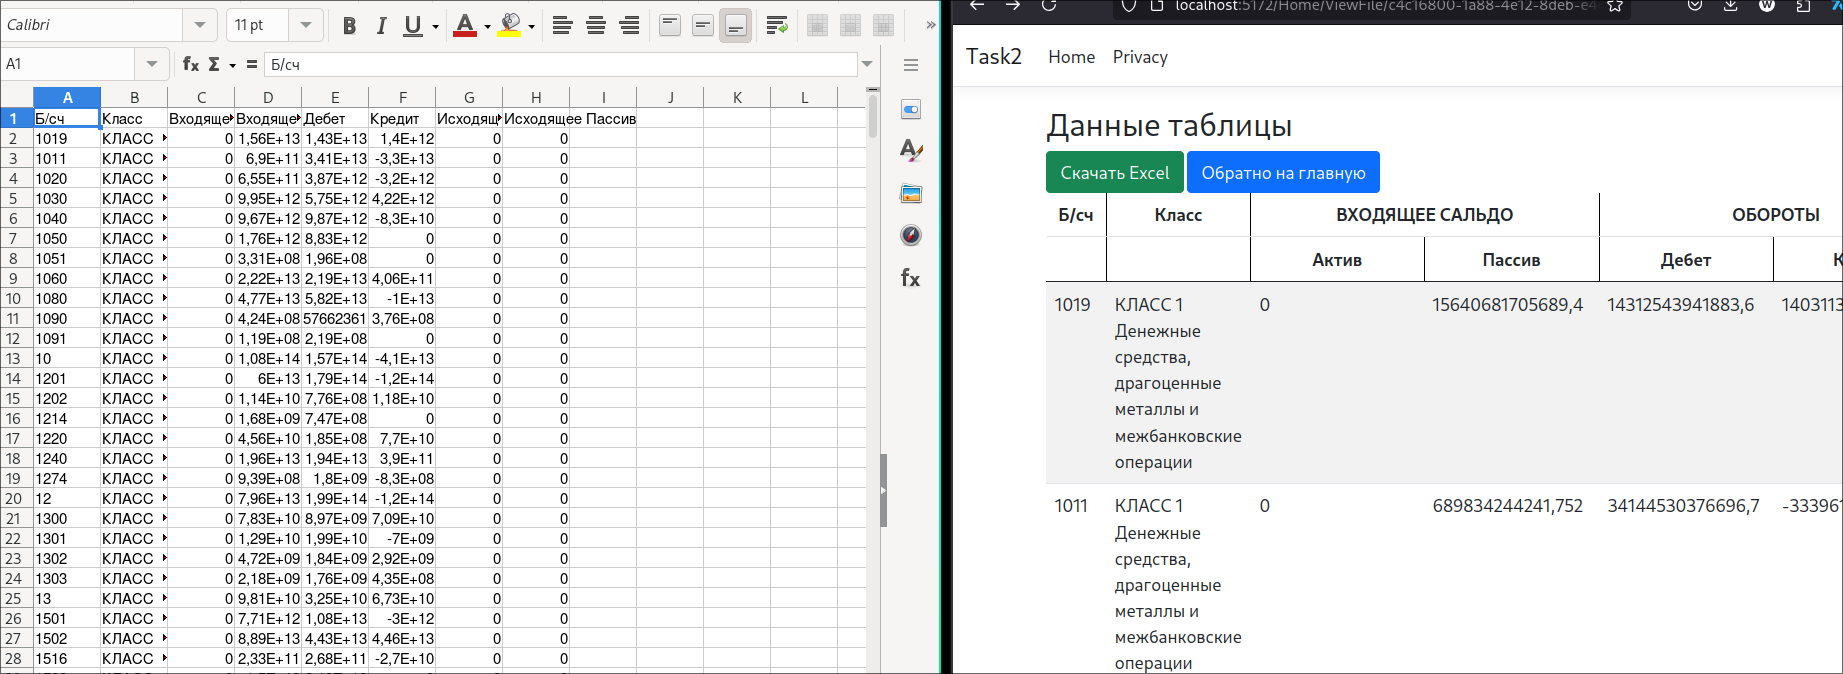 Calibri 11 pt
A1 fx Σ = Б/сч
A B C D E F G H I J K L
1 Б/сч Класс Входяще Входяще Дебет Кредит Исходящ Исходящее Пассив
2 1019 КЛАСС 0 1,56E+13 1,43E+13 1,4E+12 0 0
3 1011 КЛАСС 0 6,9E+11 3,41E+13 -3,3E+13 0 0
4 1020 КЛАСС 0 6,55E+11 3,87E+12 -3,2E+12 0 0
5 1030 КЛАСС 0 9,95E+12 5,75E+12 4,22E+12 0 0
6 1040 КЛАСС 0 9,67E+12 9,87E+12 -8,3E+10 0 0
7 1050 КЛАСС 0 1,76E+12 8,83E+12 0 0 0
8 1051 КЛАСС 0 3,31E+08 1,96E+08 0 0 0
9 1060 КЛАСС 0 2,22E+13 2,19E+13 4,06E+11 0 0
10 1080 КЛАСС 0 4,77E+13 5,82E+13 -1E+13 0 0
11 1090 КЛАСС 0 4,24E+08 57662361 3,76E+08 0 0
12 1091 КЛАСС 0 1,19E+08 2,19E+08 0 0 0
13 10 КЛАСС 0 1,08E+14 1,57E+14 -4,1E+13 0 0
14 1201 КЛАСС 0 6E+13 1,79E+14 -1,2E+14 0 0
15 1202 КЛАСС 0 1,14E+10 7,76E+08 1,18E+10 0 0
16 1214 КЛАСС 0 1,68E+09 7,47E+08 0 0 0
17 1220 КЛАСС 0 4,56E+10 1,85E+08 7,7E+10 0 0
18 1240 КЛАСС 0 1,96E+13 1,94E+13 3,9E+11 0 0
19 1274 КЛАСС 0 9,39E+08 1,8E+09 -8,3E+08 0 0
20 12 КЛАСС 0 7,96E+13 1,99E+14 -1,2E+14 0 0
21 1300 КЛАСС 0 7,83E+10 8,97E+09 7,09E+10 0 0
22 1301 КЛАСС 0 1,29E+10 1,99E+10 -7E+09 0 0
23 1302 КЛАСС 0 4,72E+09 1,84E+09 2,92E+09 0 0
24 1303 КЛАСС 0 2,18E+09 1,76E+09 4,35E+08 0 0
25 13 КЛАСС 0 9,81E+10 3,25E+10 6,73E+10 0 0
26 1501 КЛАСС 0 7,71E+12 1,08E+13 -3E+12 0 0
27 1502 КЛАСС 0 8,89E+13 4,43E+13 4,46E+13 0 0
28 1516 КЛАСС 0 2,33E+11 2,68E+11 -2,7E+10 0 0
localhost:5172/Home/ViewFile/c4c16800-1a88-4e12-8deb-e4
Task2 Home Privacy
Данные таблицы
Скачать Excel Обратно на главную
Б/сч Класс ВХОДЯЩЕЕ САЛЬДО ОБОРОТЫ
Актив Пассив Дебет К
1019 КЛАСС 1 0 15640681705689,4 14312543941883,6 1403113
Денежные
средства,
драгоценные
металлы и
межбанковские
операции
1011 КЛАСС 1 0 689834244241,752 34144530376696,7 -333961
Денежные
средства,
драгоценные
металлы и
межбанковские
операции